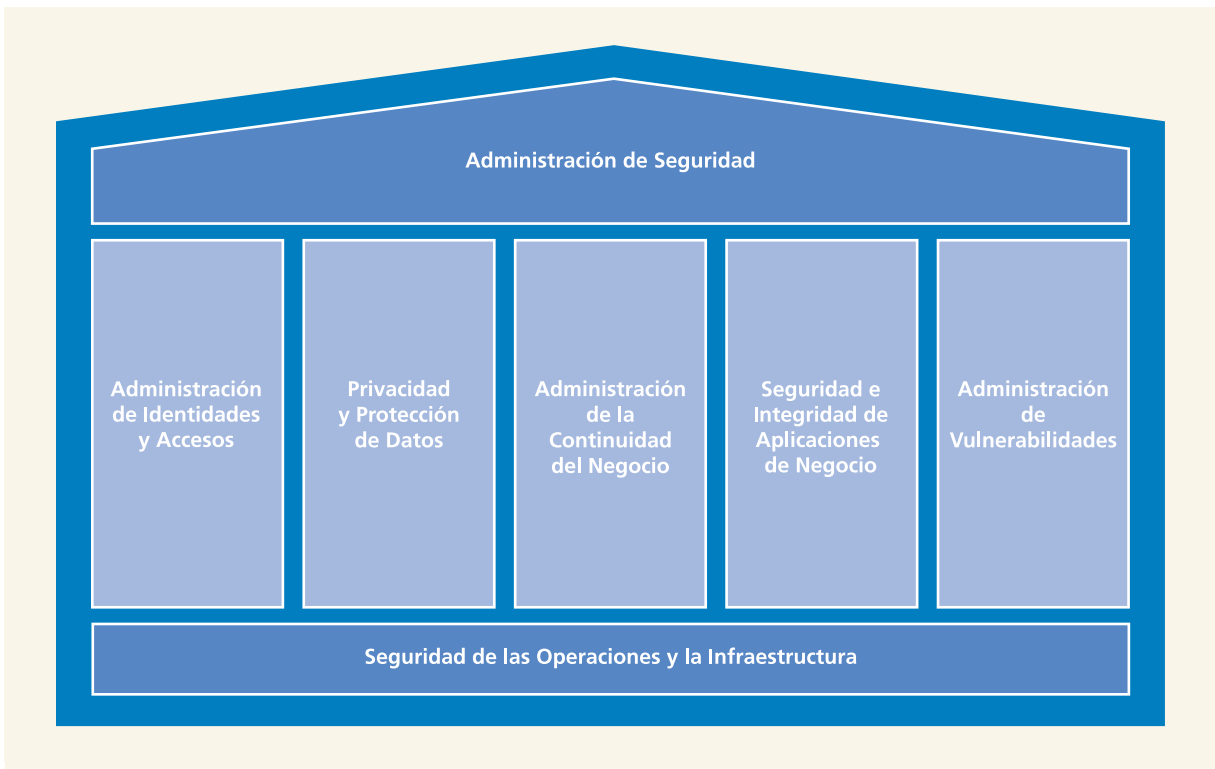 Administración de Seguridad
Administración
de Identidades
y Accesos
Privacidad
y Protección
de Datos
Administración
de la
Continuidad
del Negocio
Seguridad e
Integridad de
Aplicaciones
de Negocio
Administración
de
Vulnerabilidades
Seguridad de las Operaciones y la Infraestructura